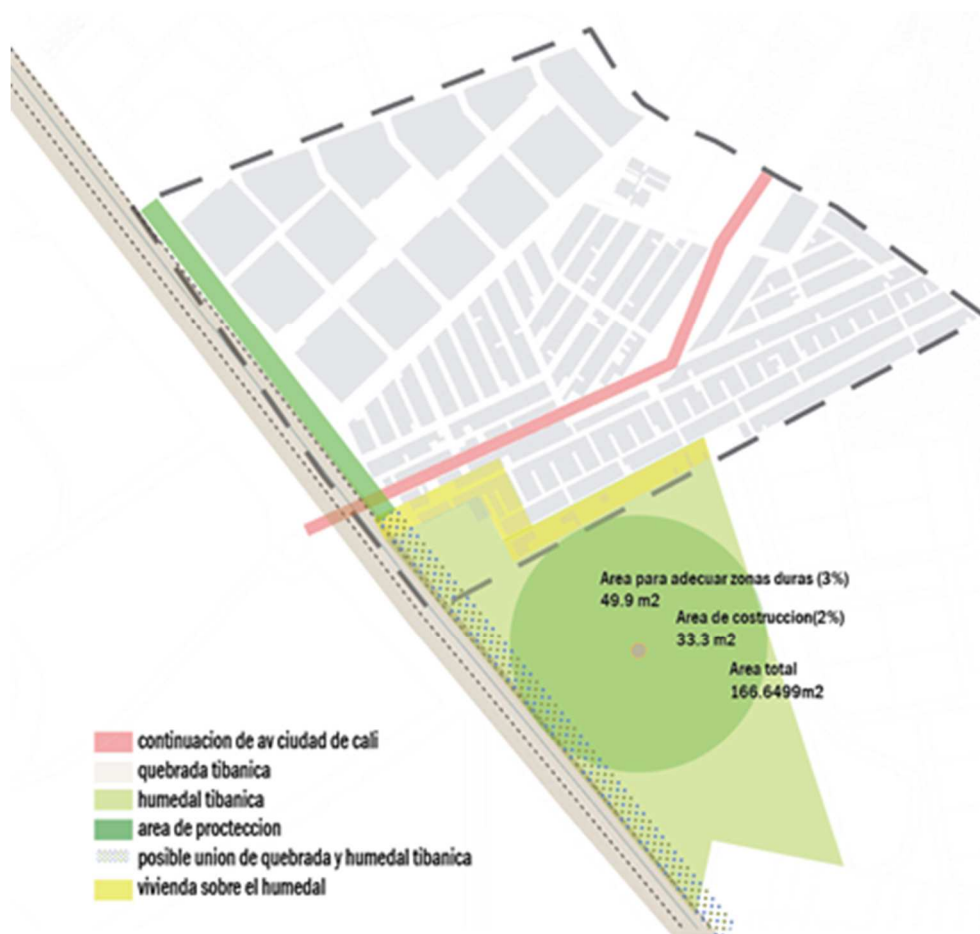 Area para adecuar zonas duras (3%)
49.9 m2
Area de costruccion(2%)
33.3 m2
Area total
166.6499m2
continuacion de av ciudad de cali
quebrada tibanica
humedal tibanica
area de procteccion
posible union de quebrada y humedal tibanica
vivienda sobre el humedal